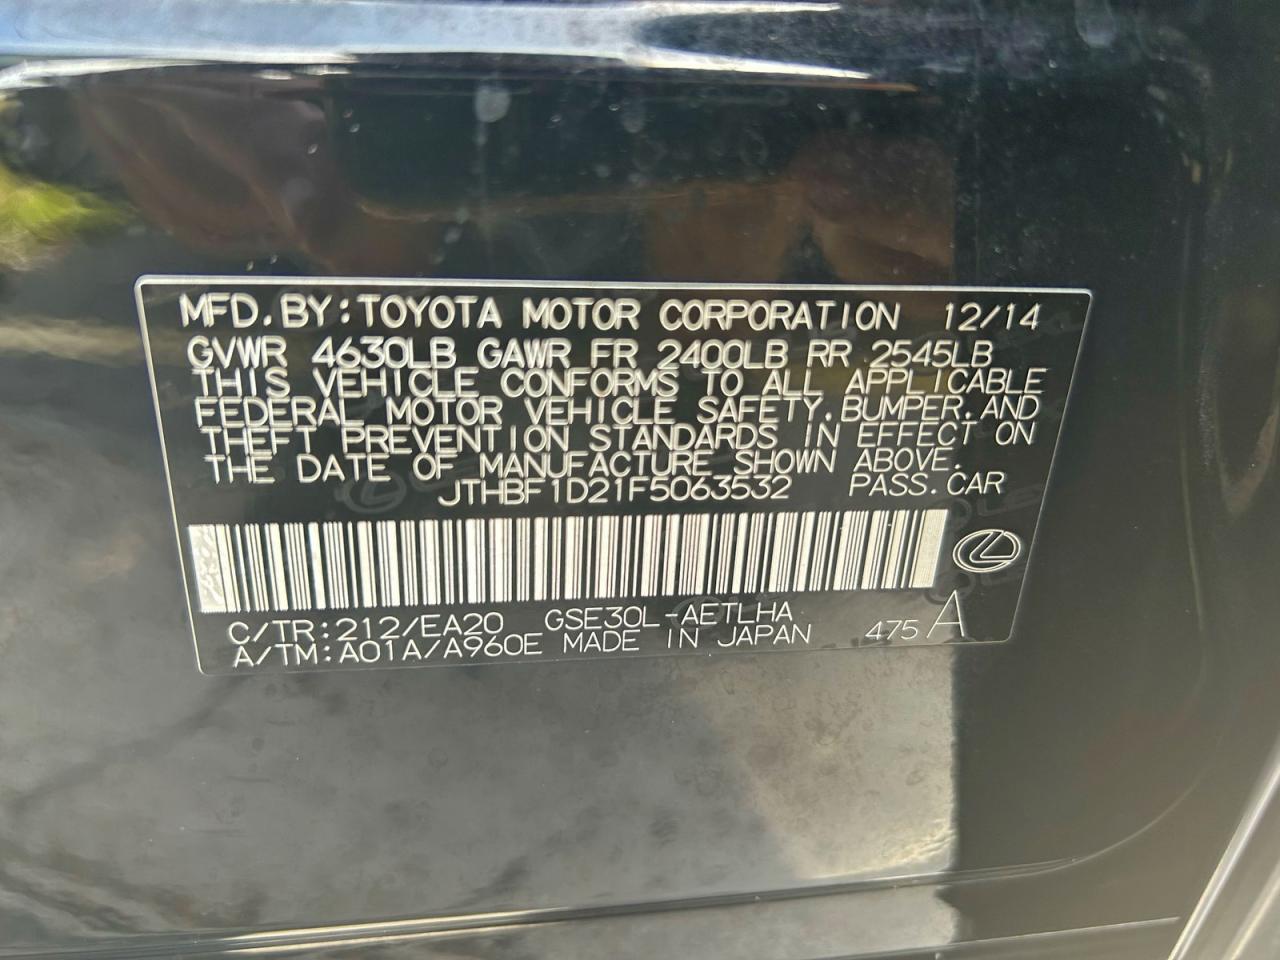 MFD.BY:TOYOTA MOTOR CORPORATION 12/14
GVWR 4630LB GAWR FR 2400LB RR 2545LB
THIS VEHICLE CONFORMS TO ALL APPLICABLE
FEDERAL MOTOR VEHICLE SAFETY,BUMPER,AND
THEFT PREVENTION STANDARDS IN EFFECT ON
THE DATE OF MANUFACTURE SHOWN ABOVE.
JTHBF1D21F5063532 PASS.CAR
C/TR:212/EA20 GSE30L-AETLHA
A/TM:A01A/A960E MADE IN JAPAN 475 A